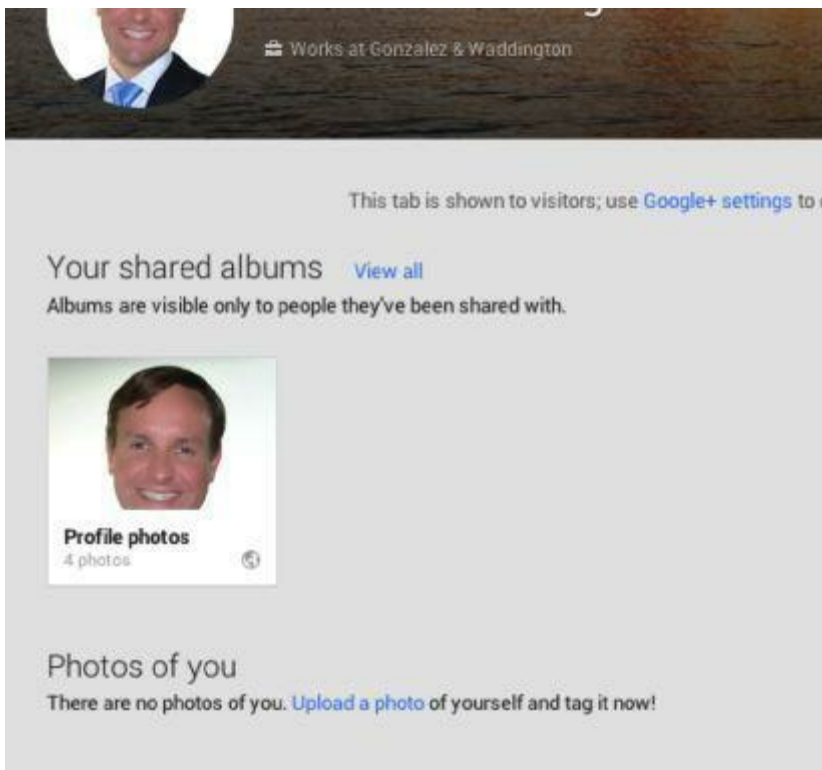 Works at Gonzalez & Waddington
This tab is shown to visitors; use Google+ settings to
Your shared albums View all
Albums are visible only to people they've been shared with.
Profile photos
4 photos
Photos of you
There are no photos of you. Upload a photo of yourself and tag it now!